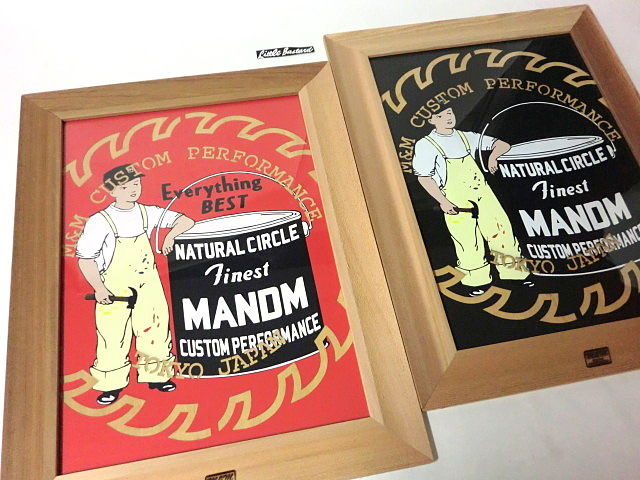 Little Bastard
M&M CUSTOM PERFORMANCE
Everything
BEST
NATURAL CIRCLE
Finest
MANDM
CUSTOM PERFORMANCE
TOKYO JAPAN
M&M CUSTOM PERFORMANCE
NATURAL CIRCLE
Finest
MANDM
CUSTOM PERFORMANCE
TOKYO JAPAN